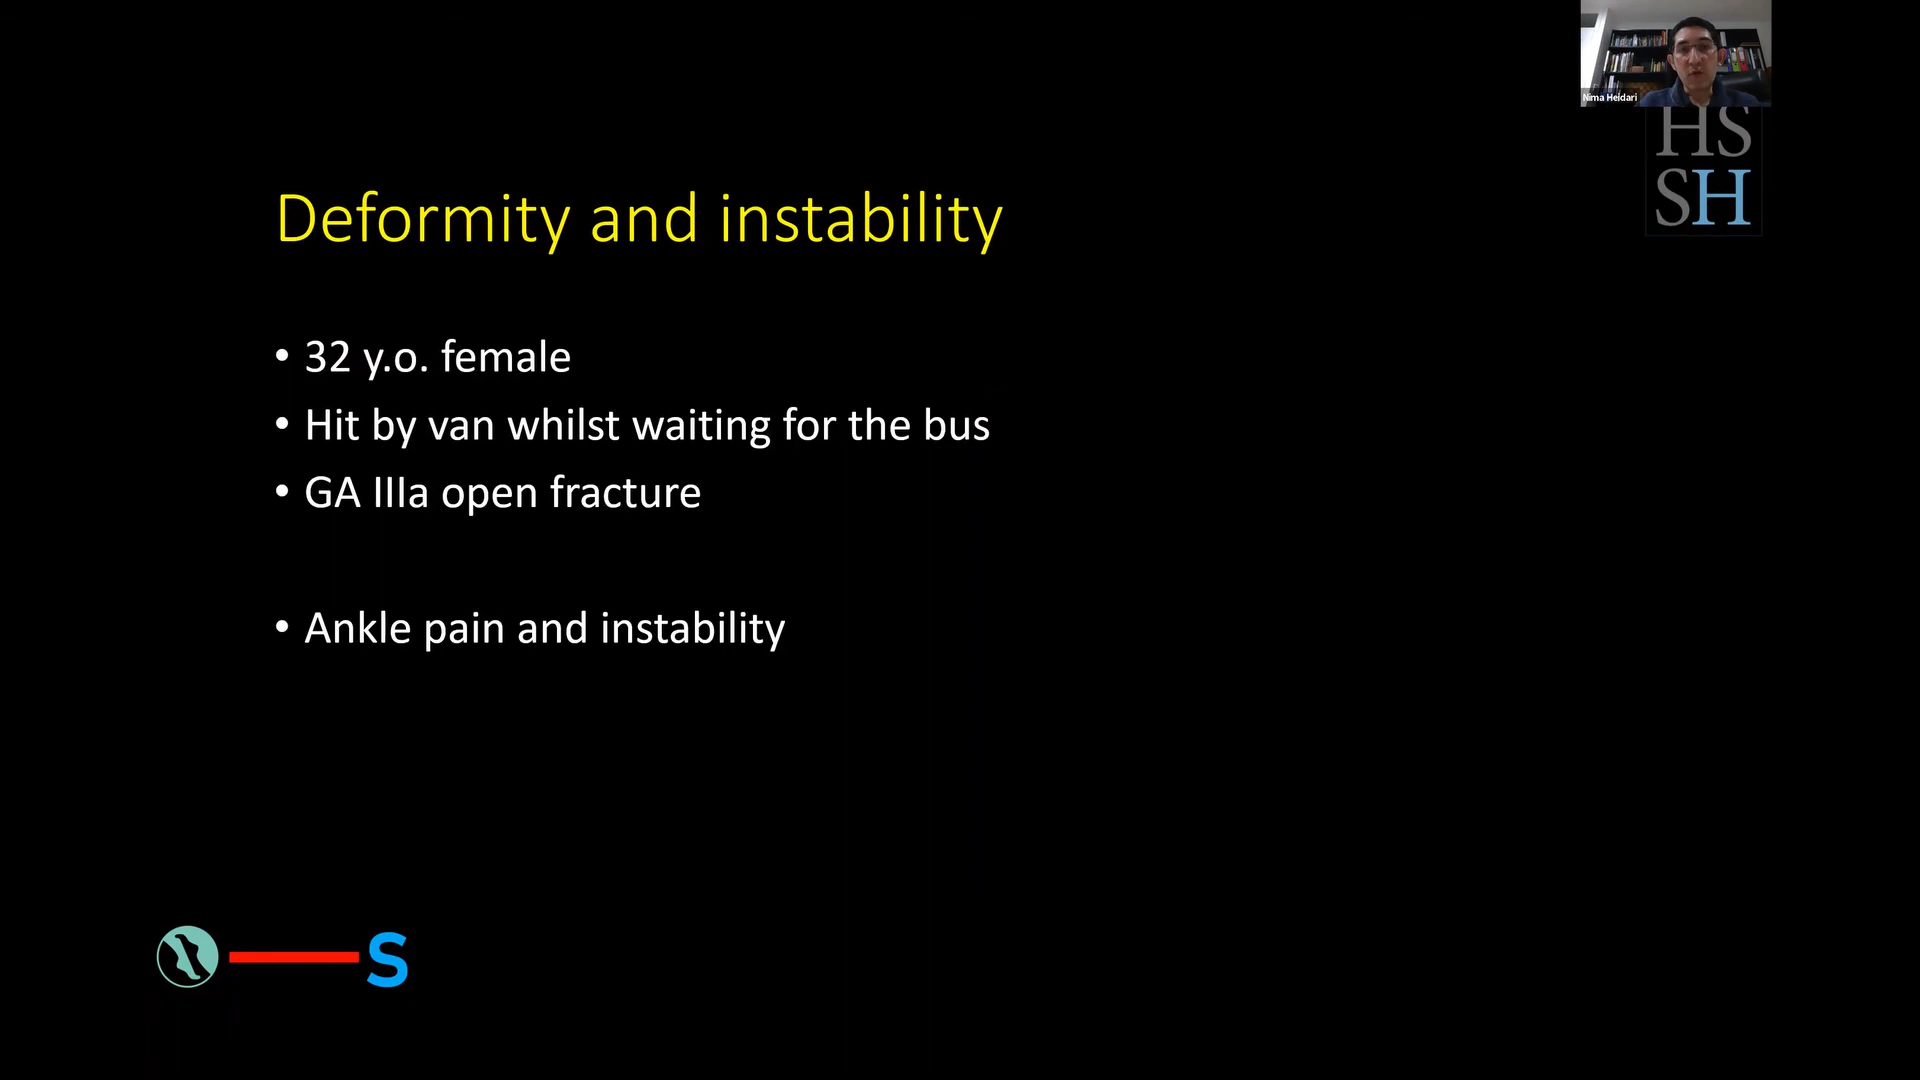 Nima Heidari
HS
SH
Deformity and instability
• 32 y.o. female
• Hit by van whilst waiting for the bus
• GA IIIa open fracture
• Ankle pain and instability
S